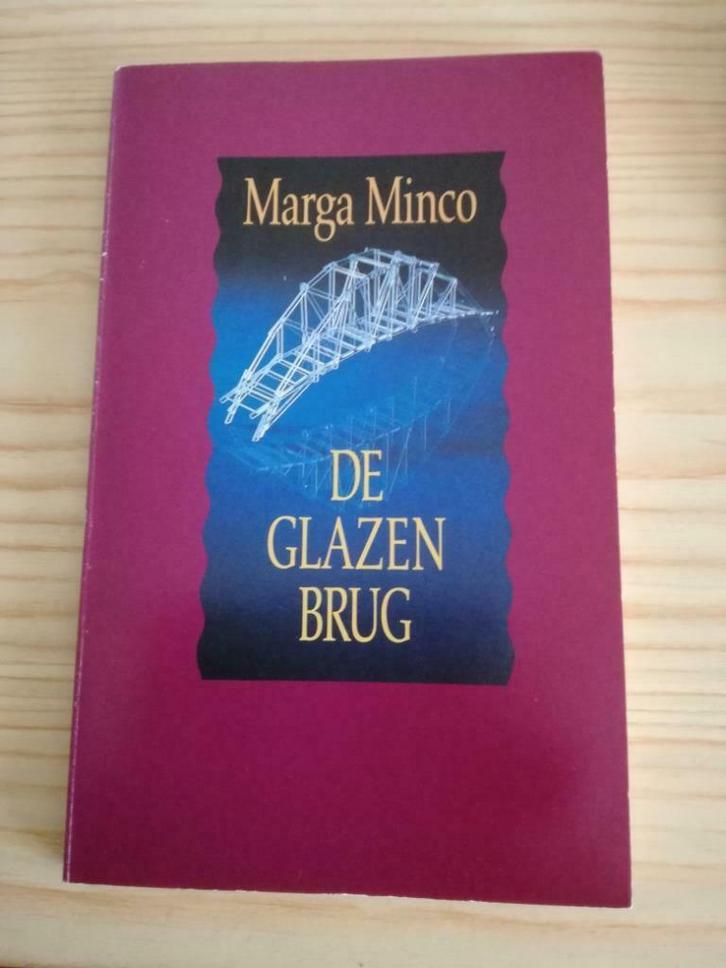 Marga Minco
DE
GLAZEN
BRUG